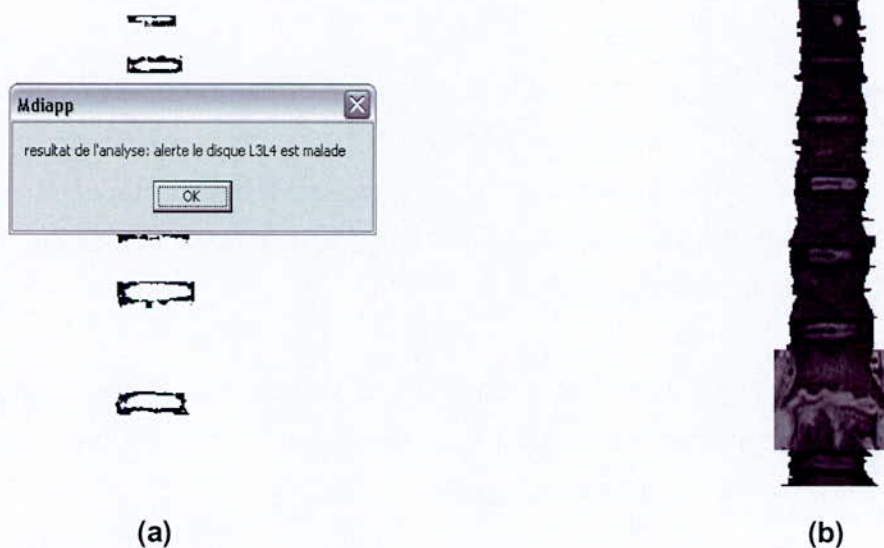 Mdiapp
resultat de l'analyse: alerte le disque L3L4 est malade
OK
(a)
(b)